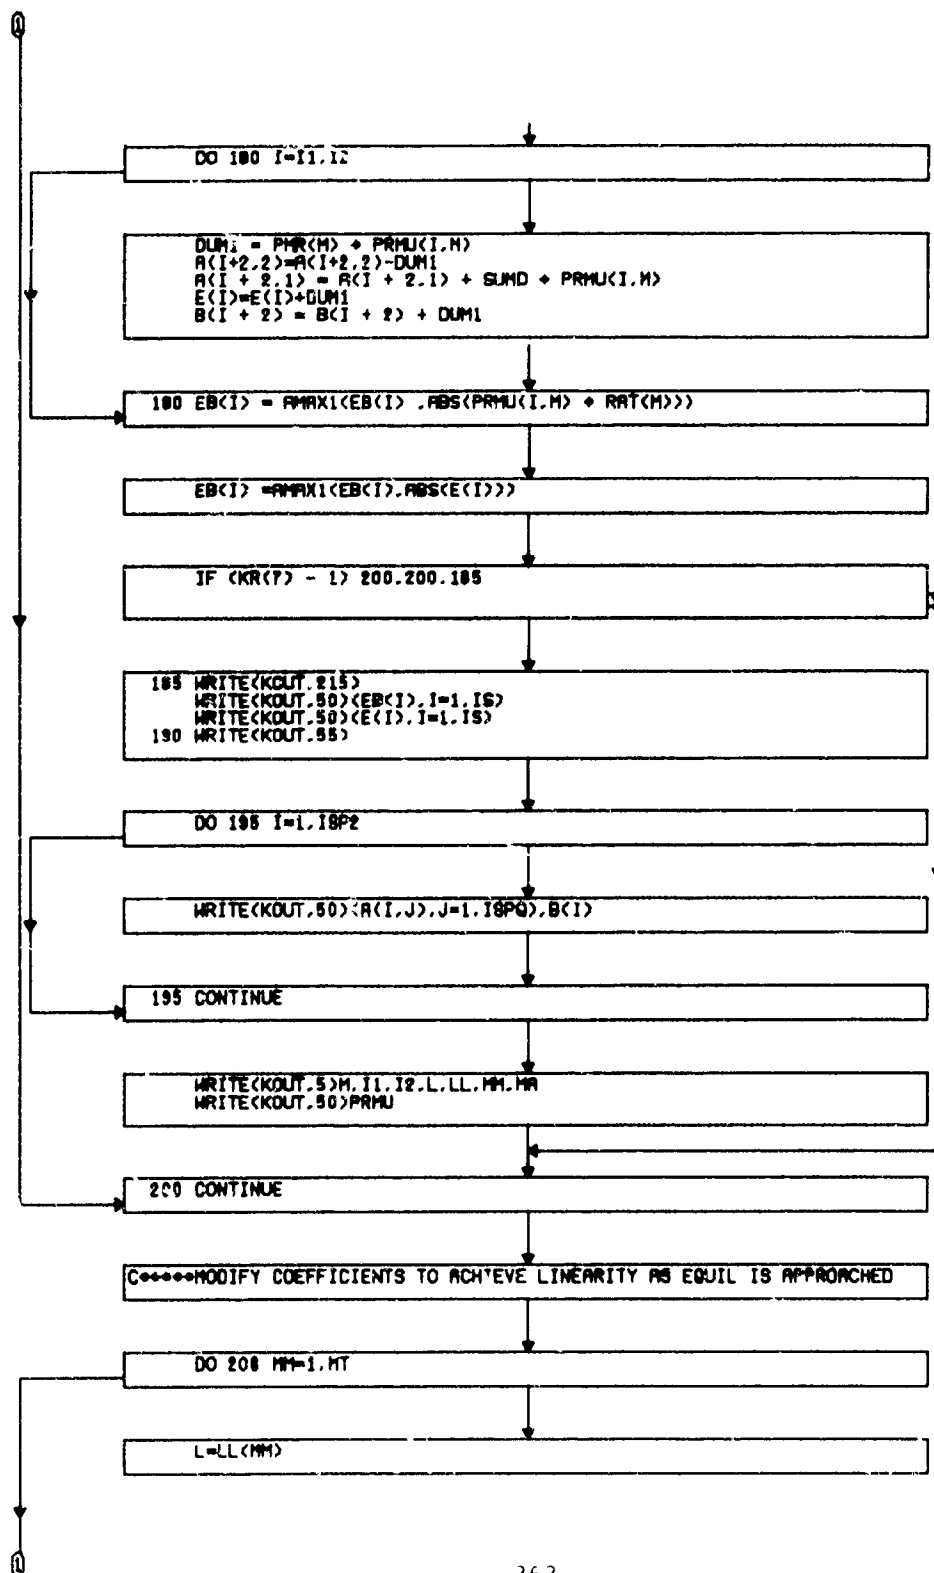 1
DO 180 I=I1,I2
DUM1 = PMR(M) * PRMU(I,M)
A(I+2,2)=A(I+2,2)-DUM1
A(I + 2,1) = A(I + 2,1) + SUMD * PRMU(I,M)
E(I)=E(I)+DUM1
B(I + 2) = B(I + 2) + DUM1
180 EB(I) = AMAX1(EB(I) ,ABS(PRMU(I,M) * RAT(M)))
EB(I) =AMAX1(EB(I),ABS(E(I)))
IF (KR(7) - 1) 200,200,185
185 WRITE(KOUT,215)
WRITE(KOUT,50)(EB(I),I=1,IS)
WRITE(KOUT,50)(E(I),I=1,IS)
190 WRITE(KOUT,55)
DO 195 I=1,ISP2
WRITE(KOUT,50)(A(I,J),J=1,ISPQ),B(I)
195 CONTINUE
WRITE(KOUT,5)M,I1,I2,L,LL,MM,MA
WRITE(KOUT,50)PRMU
200 CONTINUE
C*****MODIFY COEFFICIENTS TO ACHIEVE LINEARITY AS EQUIL IS APPROACHED
DO 208 MM=1,MT
L=LL(MM)
1